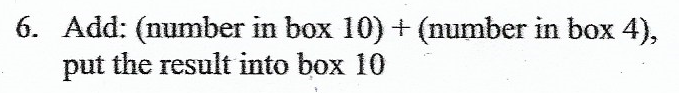 6. Add: (number in box 10) + (number in box 4),
put the result into box 10